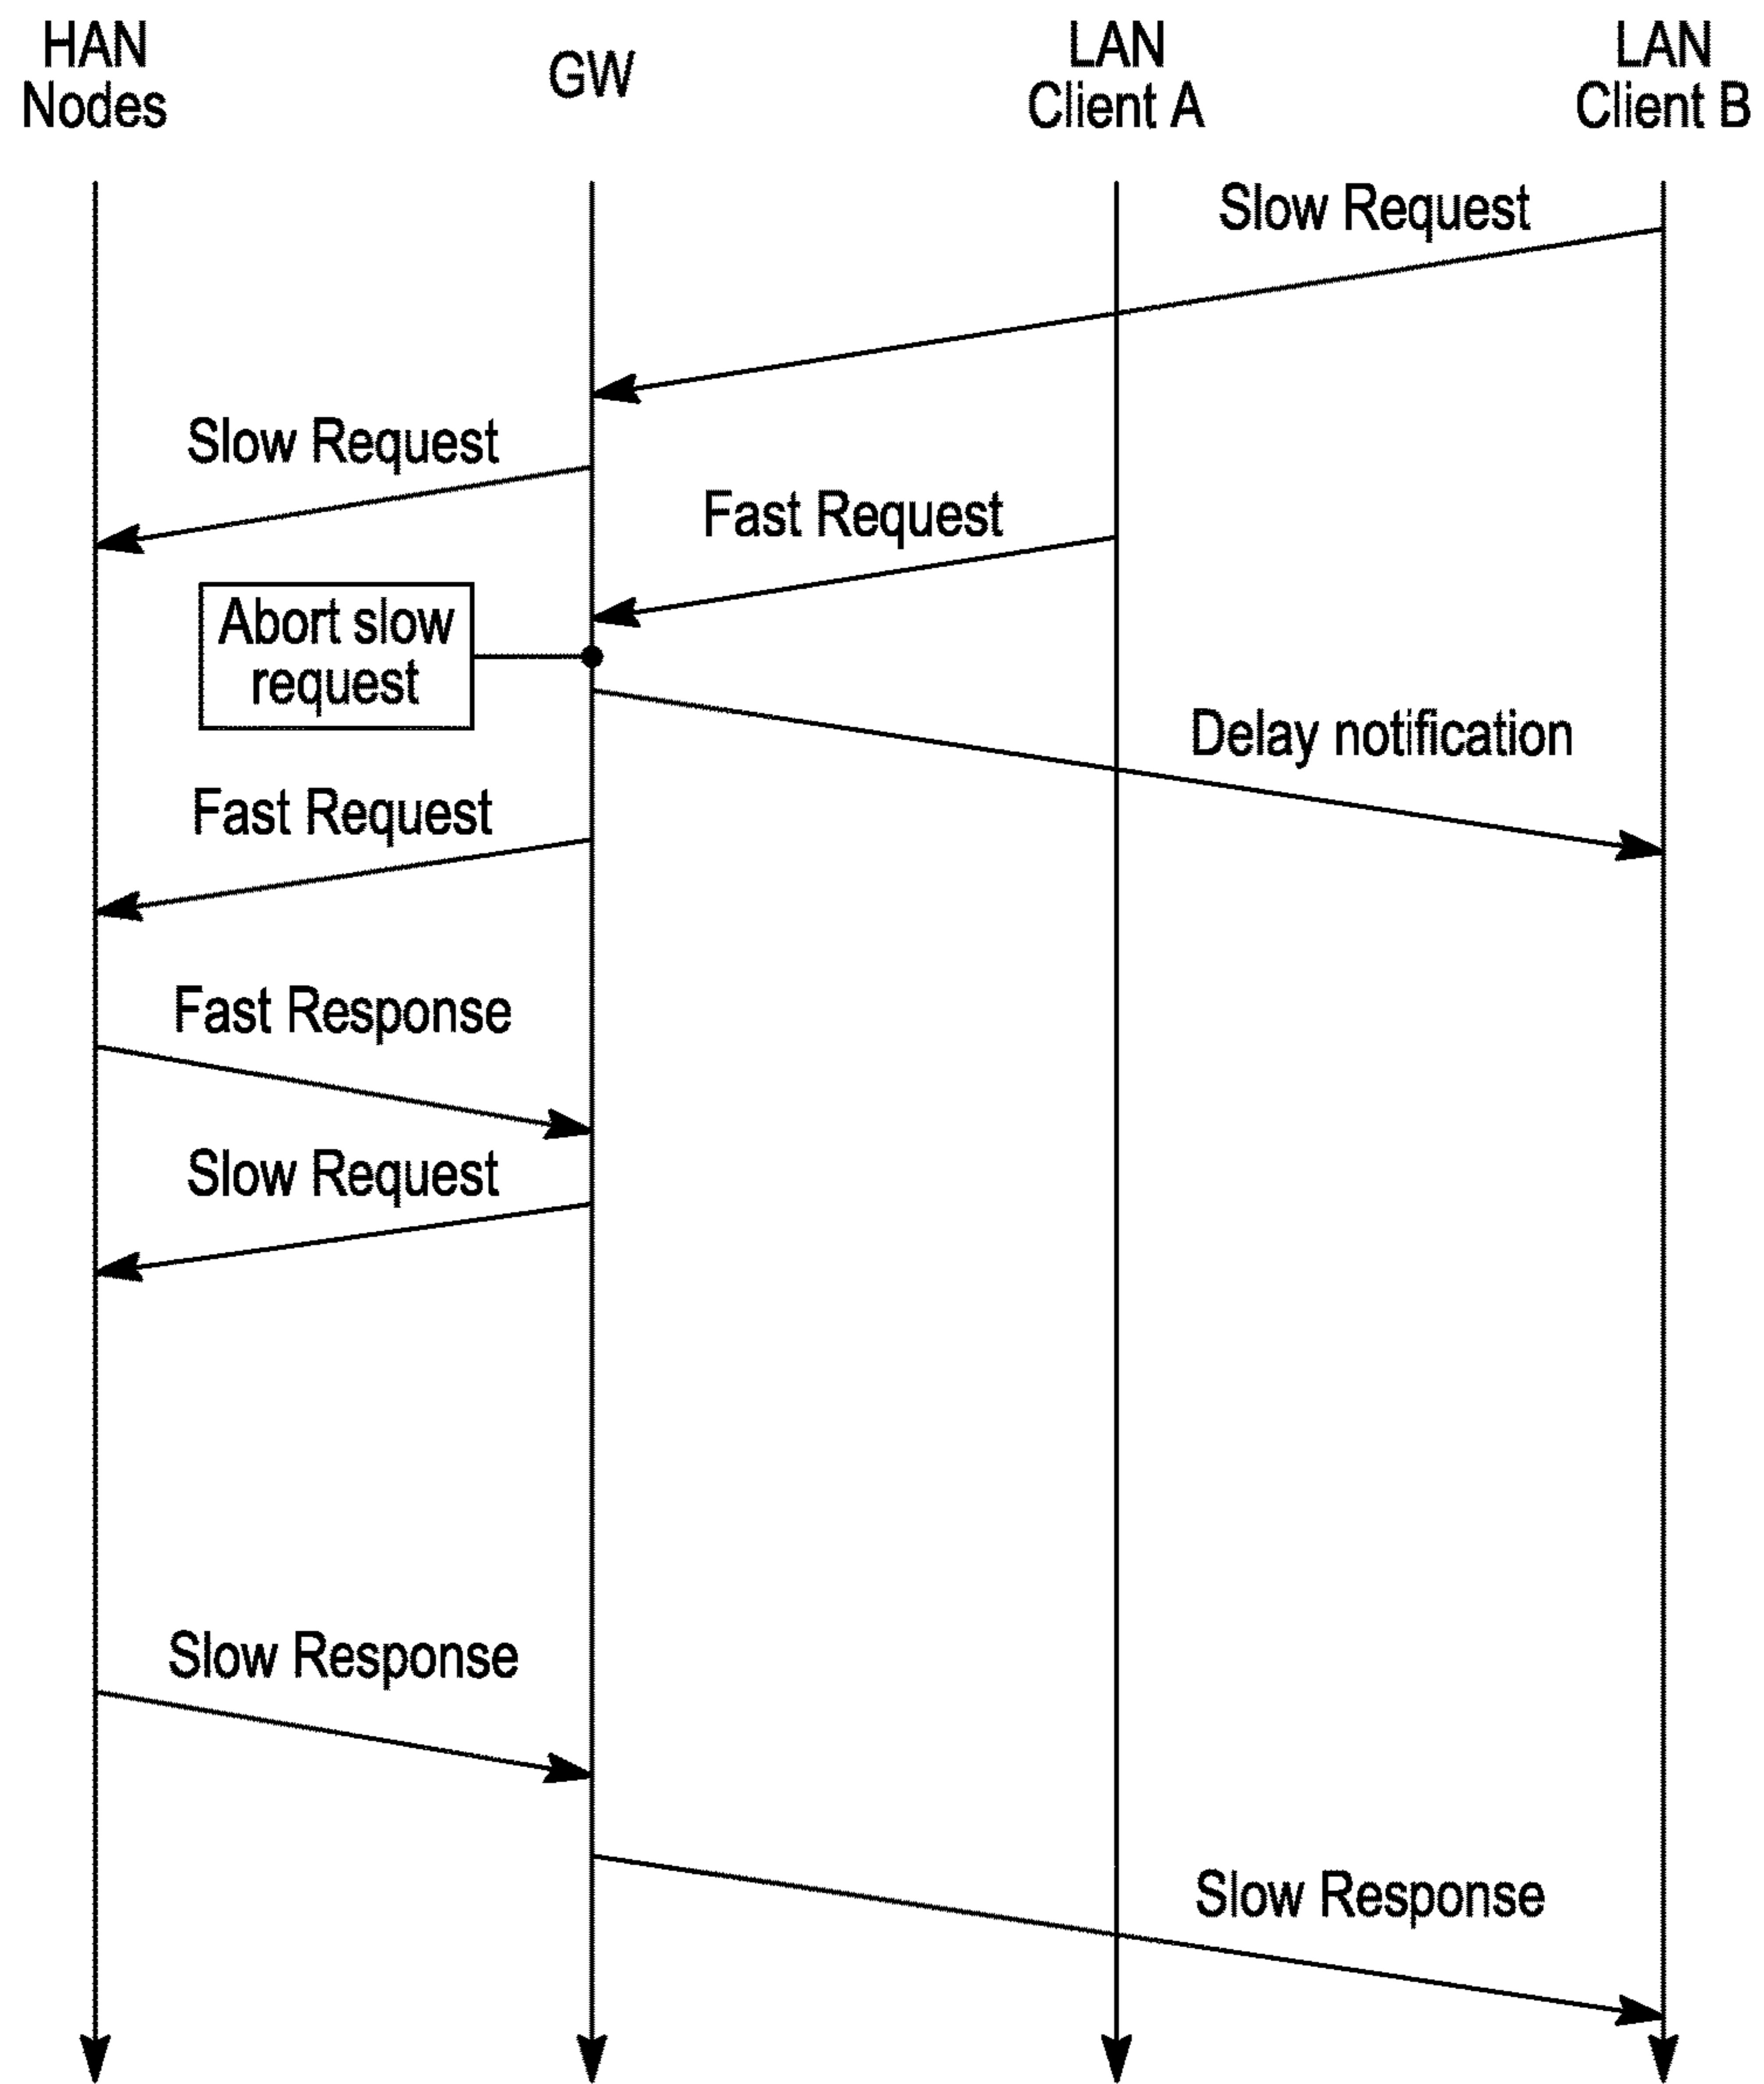 HAN
Nodes
GW
LAN
Client A
LAN
Client B
Slow Request
Slow Request
Fast Request
Abort slow
request
Delay notification
Fast Request
Fast Response
Slow Request
Slow Response
Slow Response